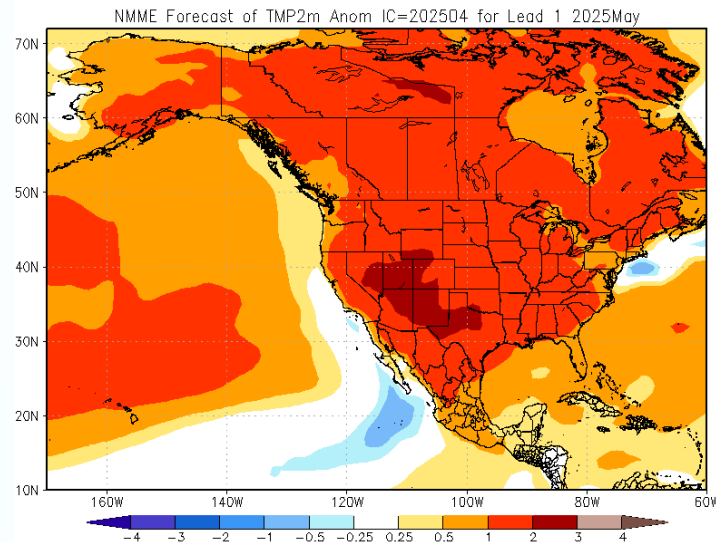 NMME Forecast of TMP2m Anom IC=202504 for Lead 1 2025May
70N
60N
50N
40N
30N
20N
10N
160W 140W 120W 100W 80W 60W
-4 -3 -2 -1 -0.5 -0.25 0.25 0.5 1 2 3 4